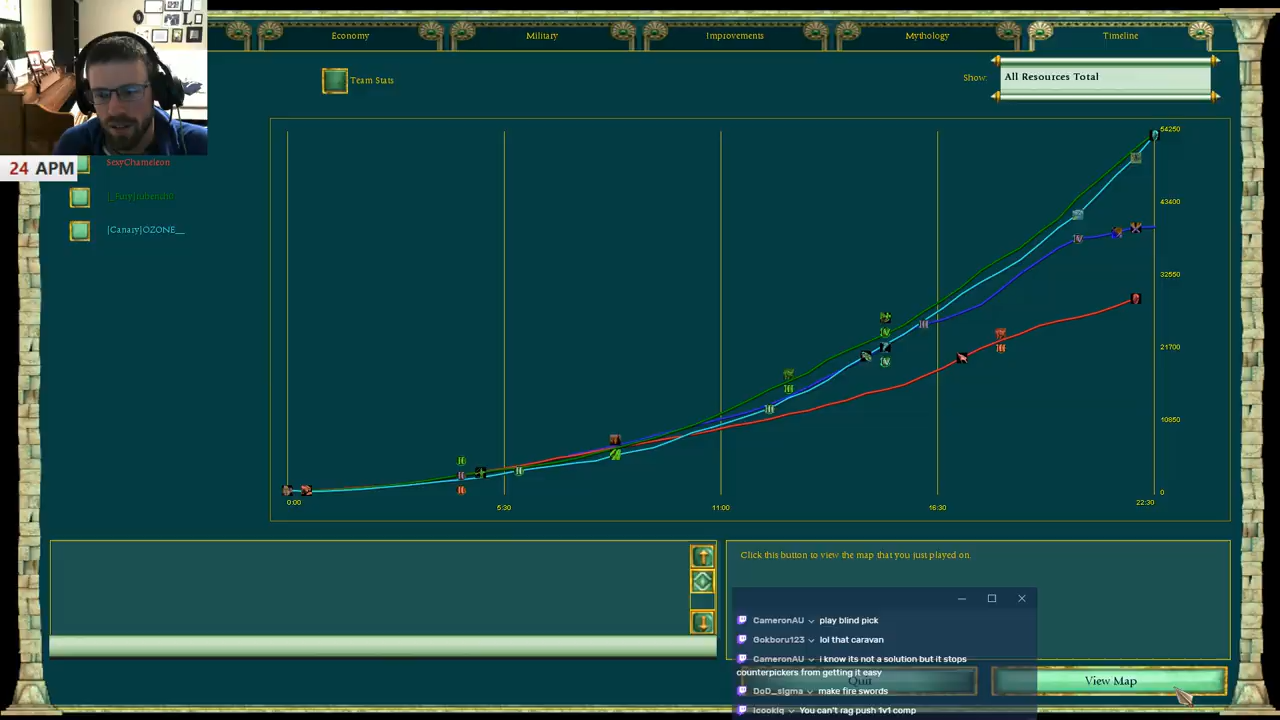 Economy
Military
Improvements
Mythology
Timeline
Team Stats
Show:
All Resources Total
24 APM
SexyChameleon
|Canary|OZONE__
54250
43400
32550
21700
10850
0
0:00
5:30
11:00
16:30
22:30
Click this button to view the map that you just played on.
CameronAU play blind pick
Gokboru123 lol that caravan
CameronAU i know its not a solution but it stops
counterpickers from getting it easy
Quit
View Map
DoD_sIgma make fire swords
You can't rag push 1v1 comp